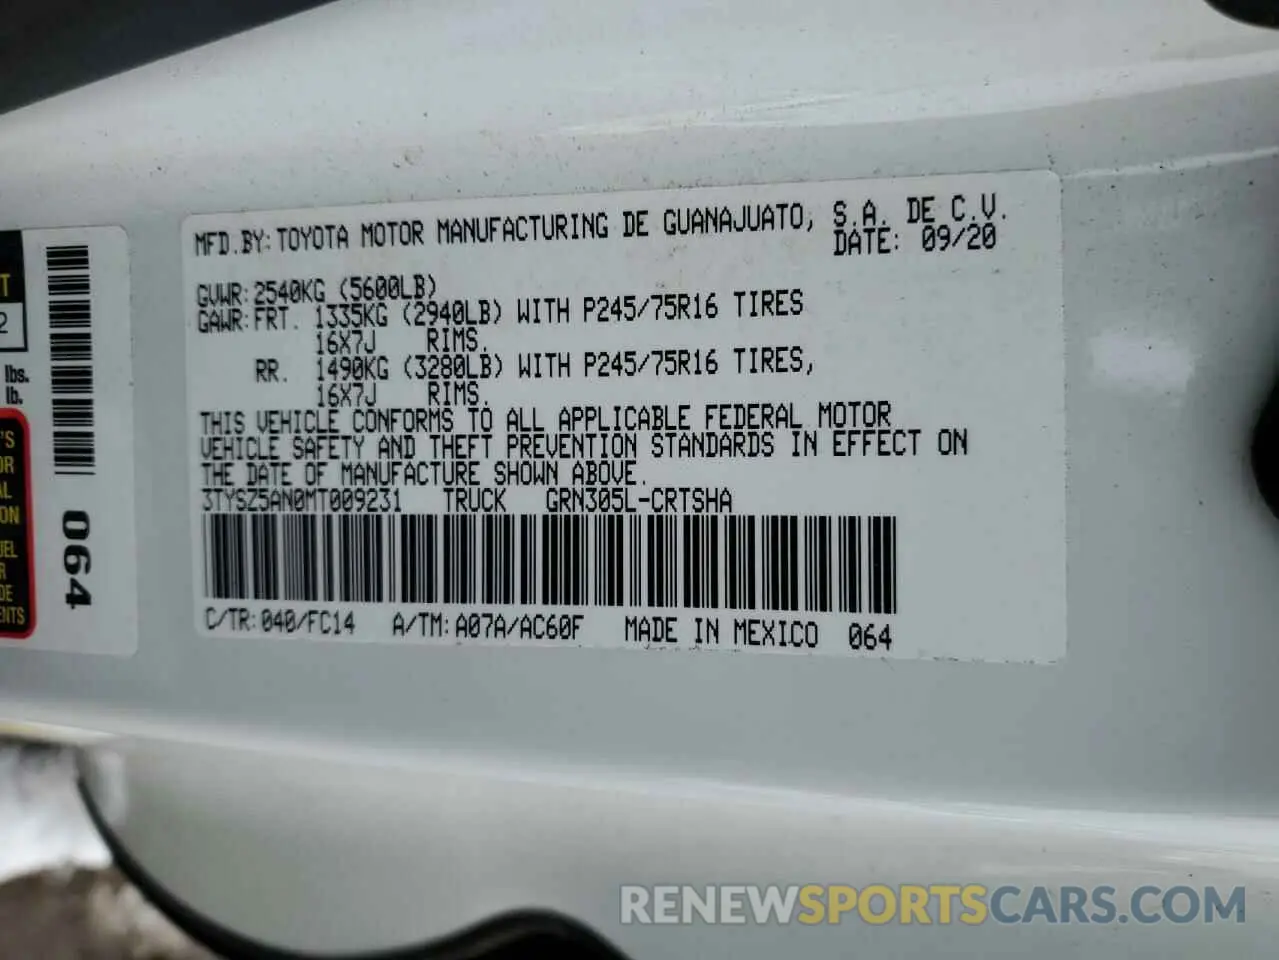 MFD.BY: TOYOTA MOTOR MANUFACTURING DE GUANAJUATO, S.A. DE C.V.
DATE: 09/20
GVWR: 2540KG (5600LB)
GAWR: FRT. 1335KG (2940LB) WITH P245/75R16 TIRES
16X7J RIMS.
RR. 1490KG (3280LB) WITH P245/75R16 TIRES,
16X7J RIMS.
THIS VEHICLE CONFORMS TO ALL APPLICABLE FEDERAL MOTOR
VEHICLE SAFETY AND THEFT PREVENTION STANDARDS IN EFFECT ON
THE DATE OF MANUFACTURE SHOWN ABOVE.
3TYSZ5AN0MT009231 TRUCK GRN305L-CRTSHA
C/TR: 040/FC14 A/TM: A07A/AC60F MADE IN MEXICO 064
064
lbs.
lb.
RENEWSPORTSCARS.COM